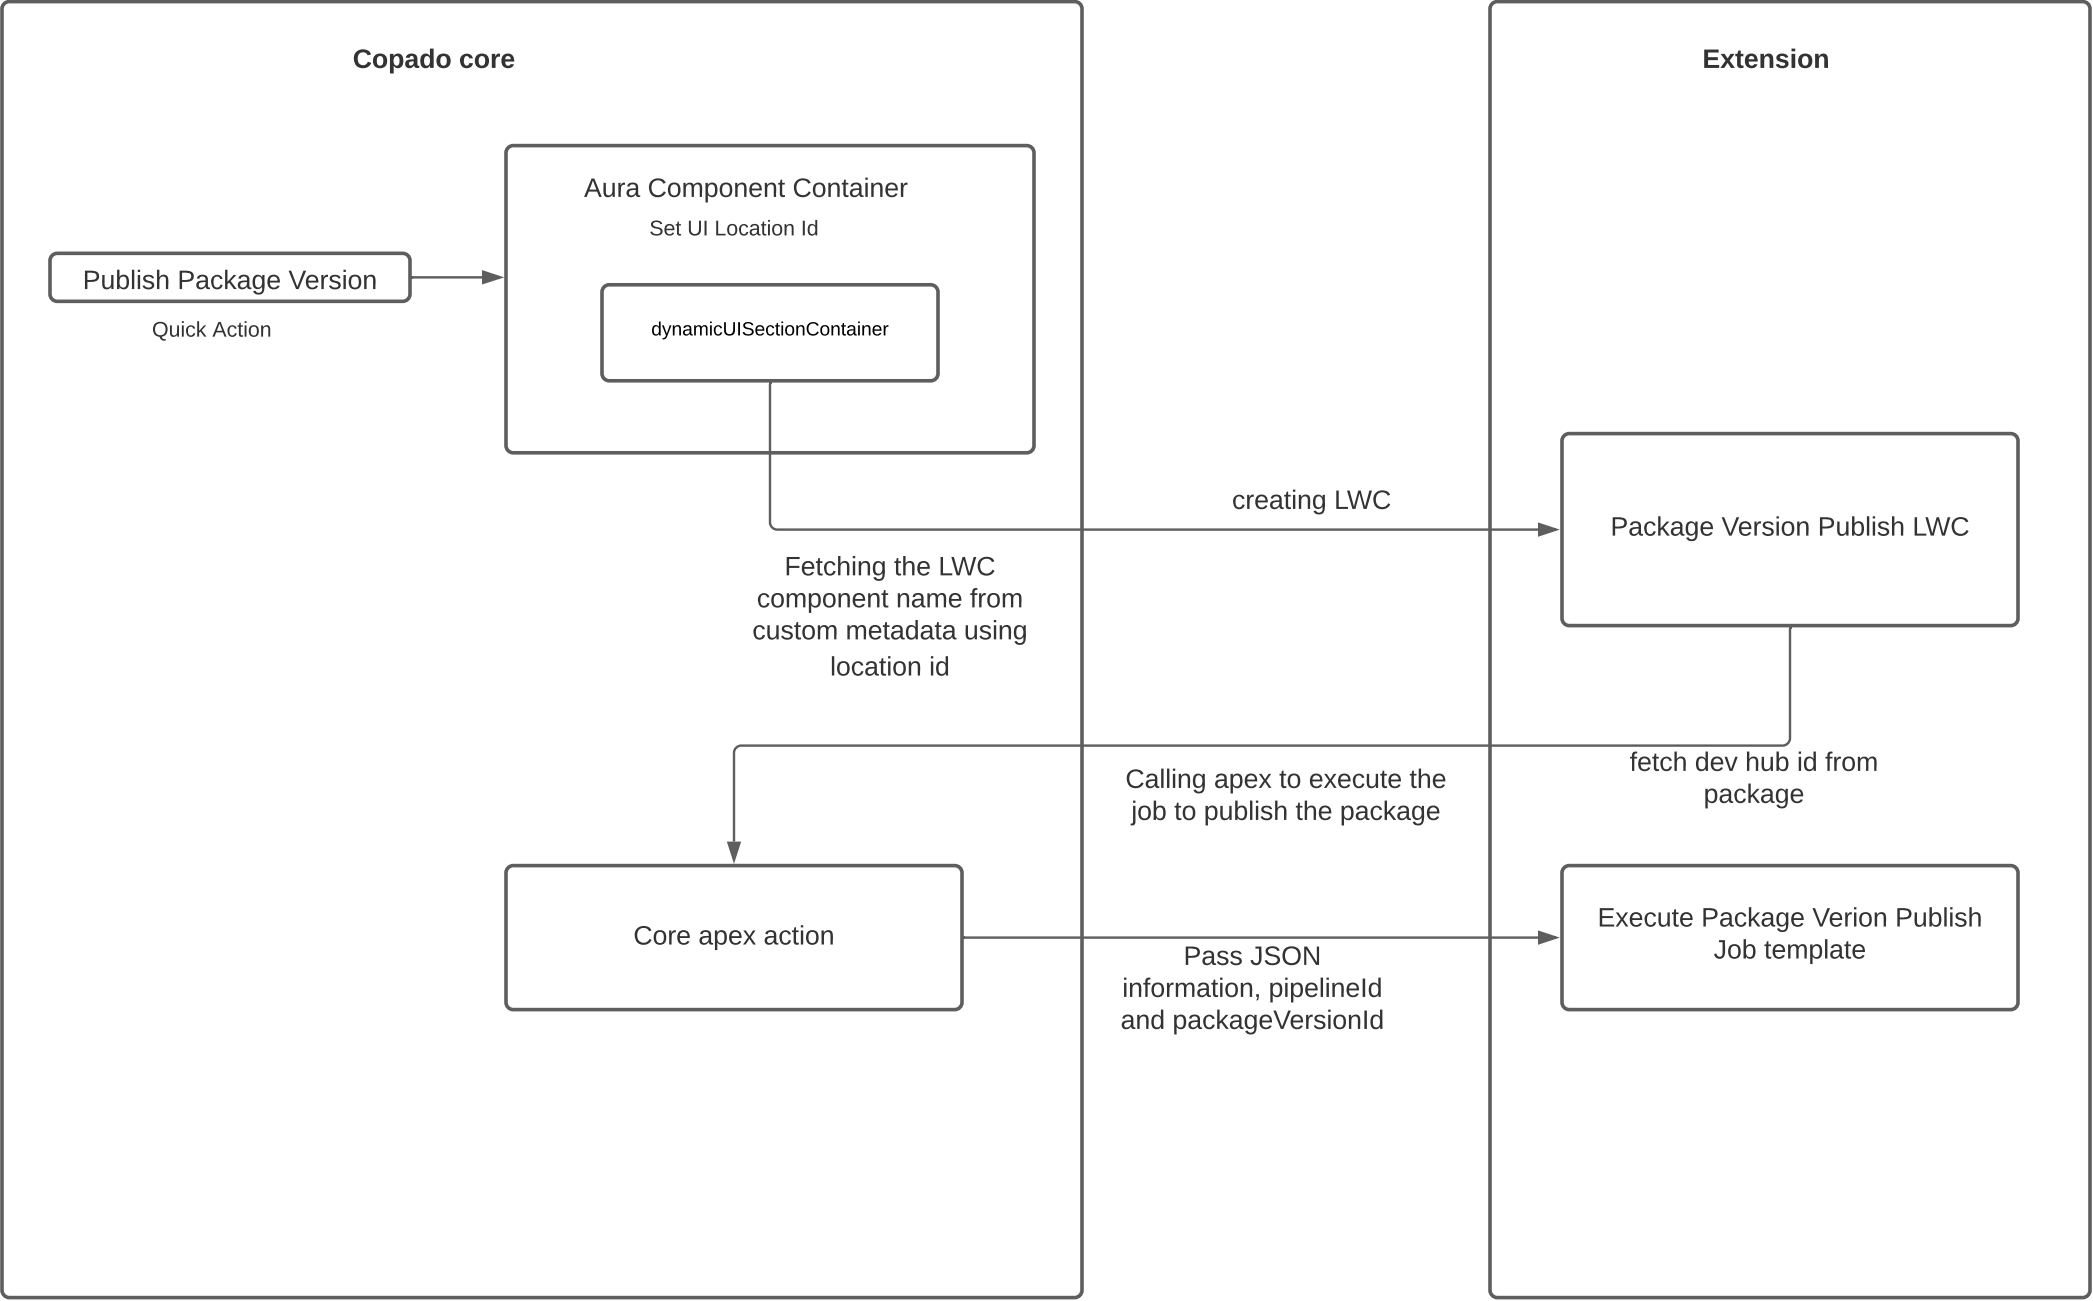 Copado core
Extension
Aura Component Container
Set UI Location Id
Publish Package Version
Quick Action
dynamicUISectionContainer
creating LWC
Package Version Publish LWC
Fetching the LWC
component name from
custom metadata using
location id
fetch dev hub id from
package
Calling apex to execute the
job to publish the package
Core apex action
Execute Package Verion Publish
Job template
Pass JSON
information, pipelineId
and packageVersionId